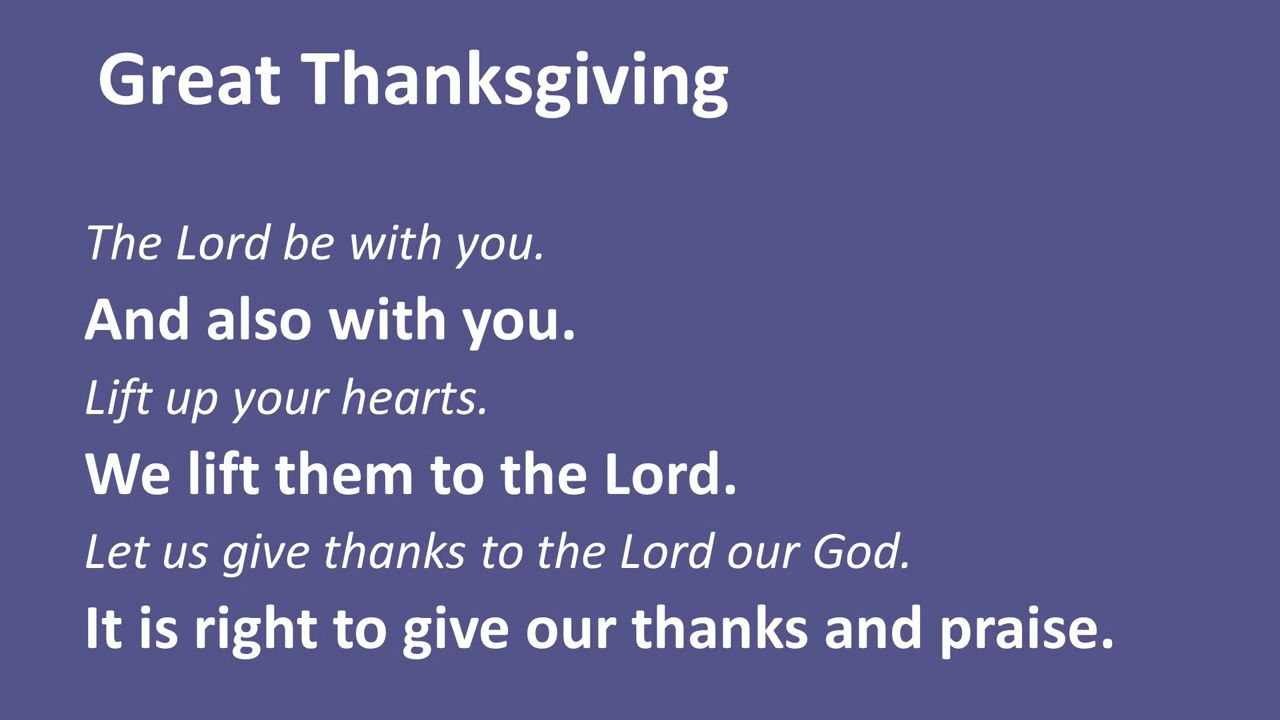 Great Thanksgiving
The Lord be with you.
And also with you.
Lift up your hearts.
We lift them to the Lord.
Let us give thanks to the Lord our God.
It is right to give our thanks and praise.